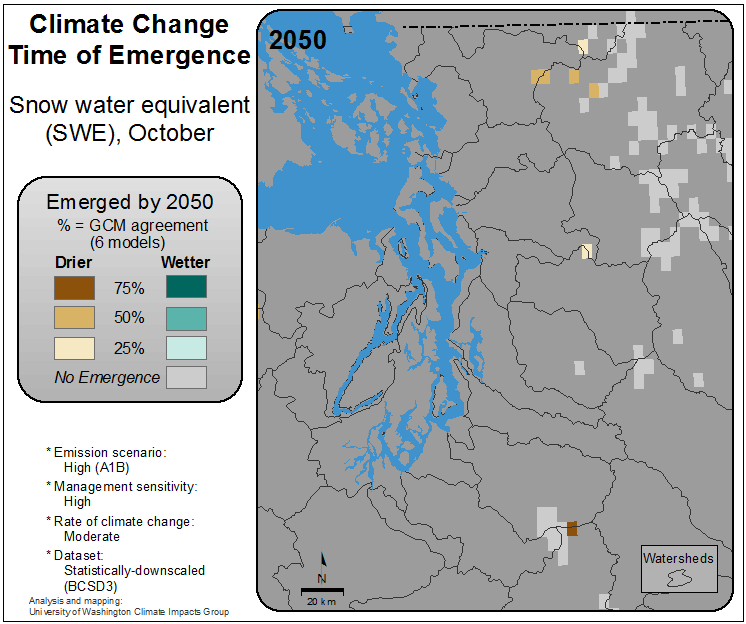 Climate Change
Time of Emergence
Snow water equivalent
(SWE), October
Emerged by 2050
% = GCM agreement
(6 models)
Drier Wetter
75%
50%
25%
No Emergence
* Emission scenario:
High (A1B)
* Management sensitivity:
High
* Rate of climate change:
Moderate
* Dataset:
Statistically-downscaled
(BCSD3)
Analysis and mapping:
University of Washington Climate Impacts Group
2050
N
20 km
Watersheds